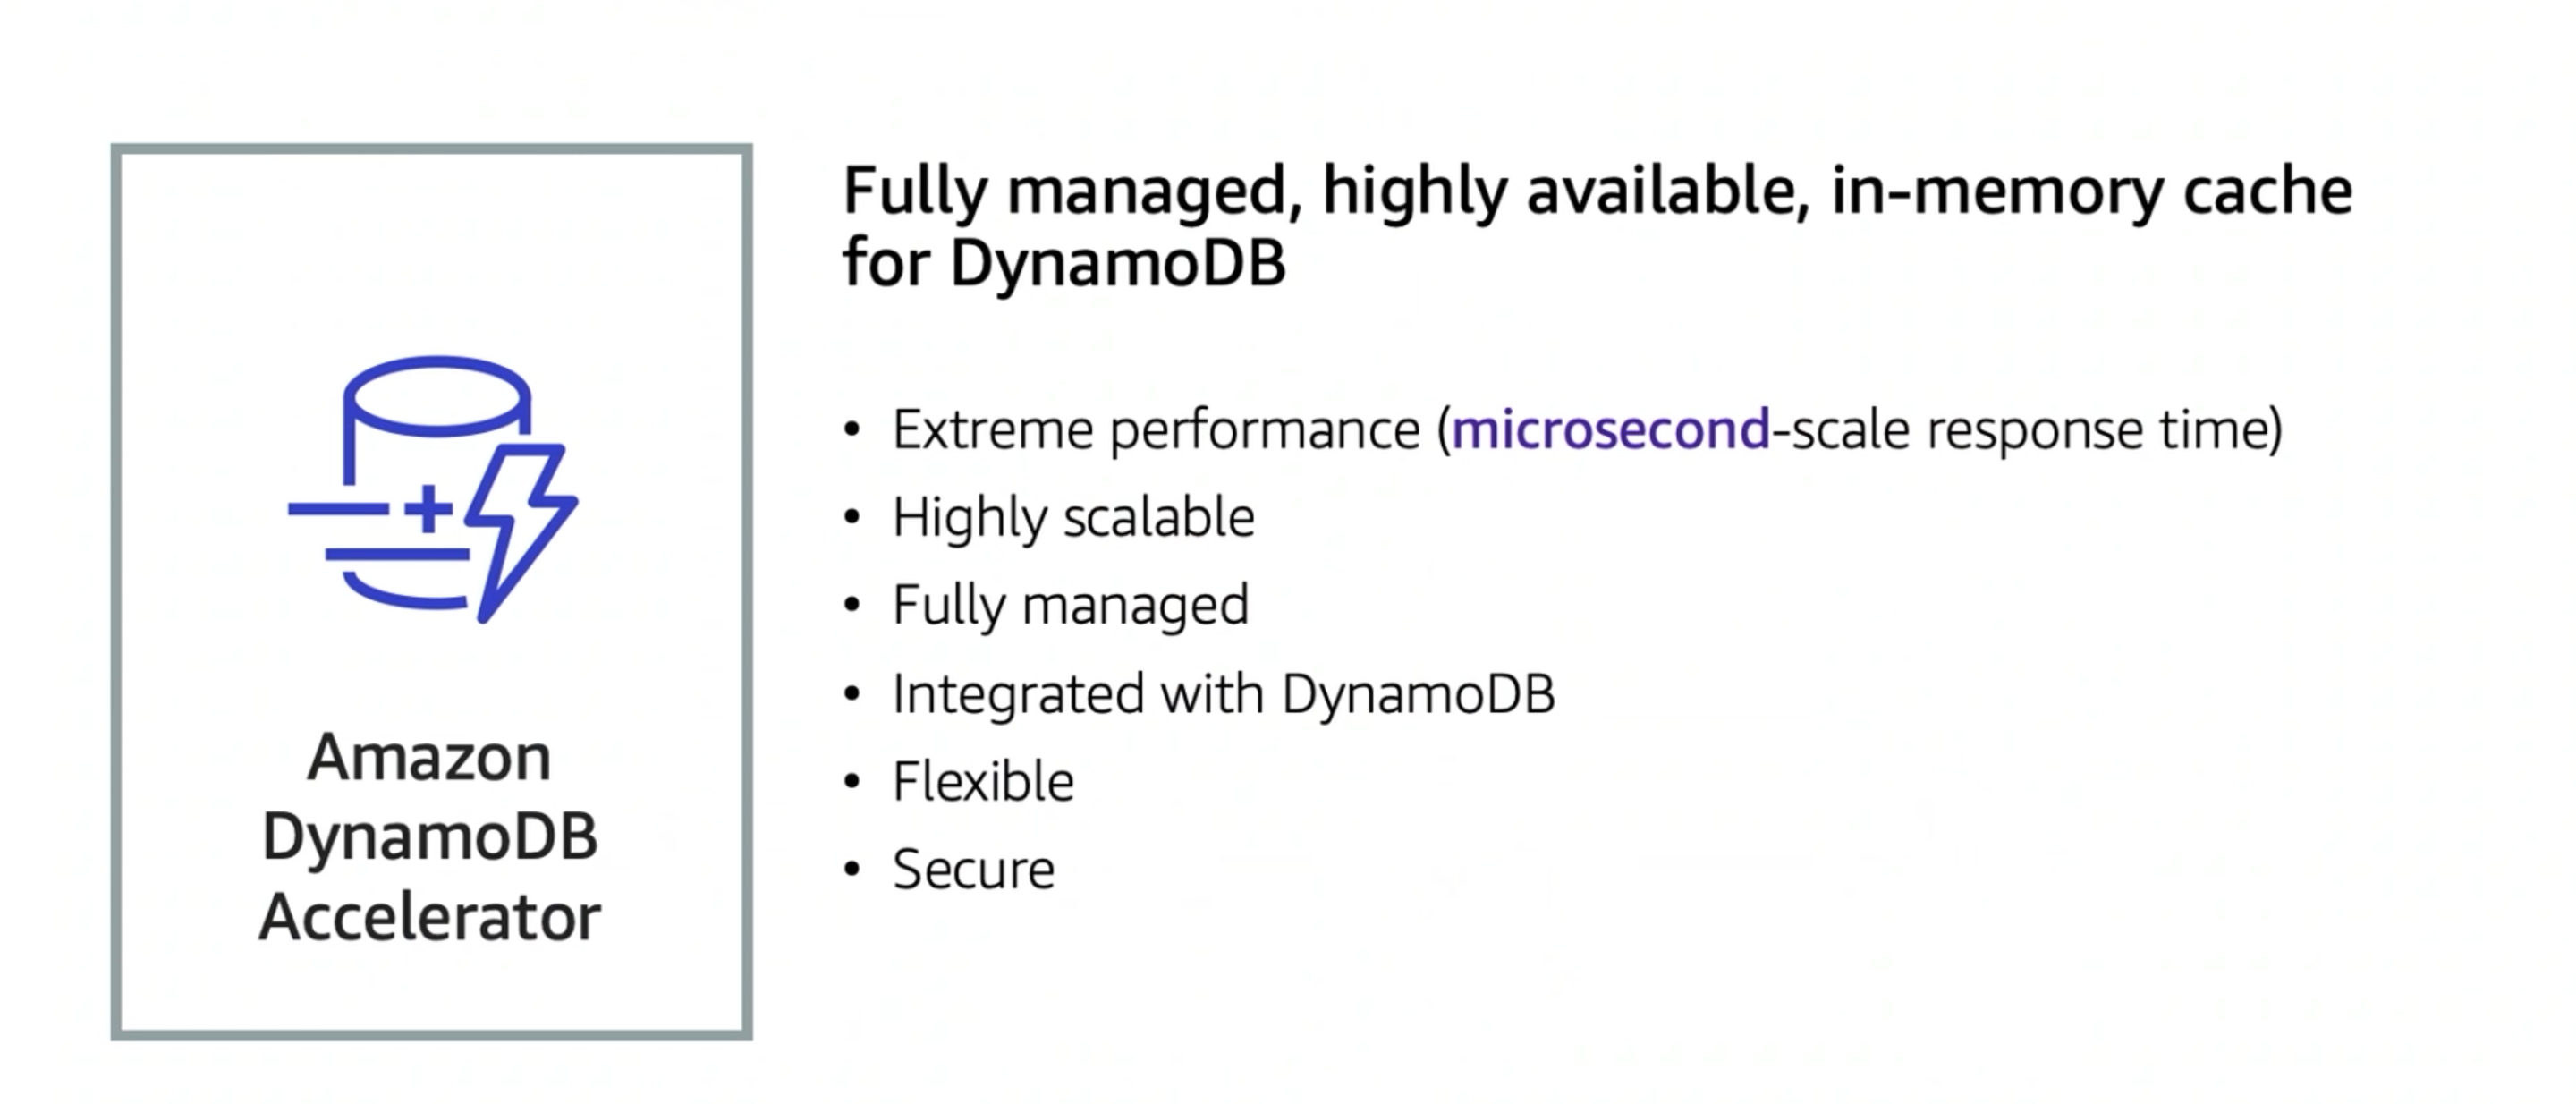 Amazon
DynamoDB
Accelerator
Fully managed, highly available, in-memory cache
for DynamoDB
• Extreme performance (microsecond-scale response time)
• Highly scalable
• Fully managed
• Integrated with DynamoDB
• Flexible
• Secure